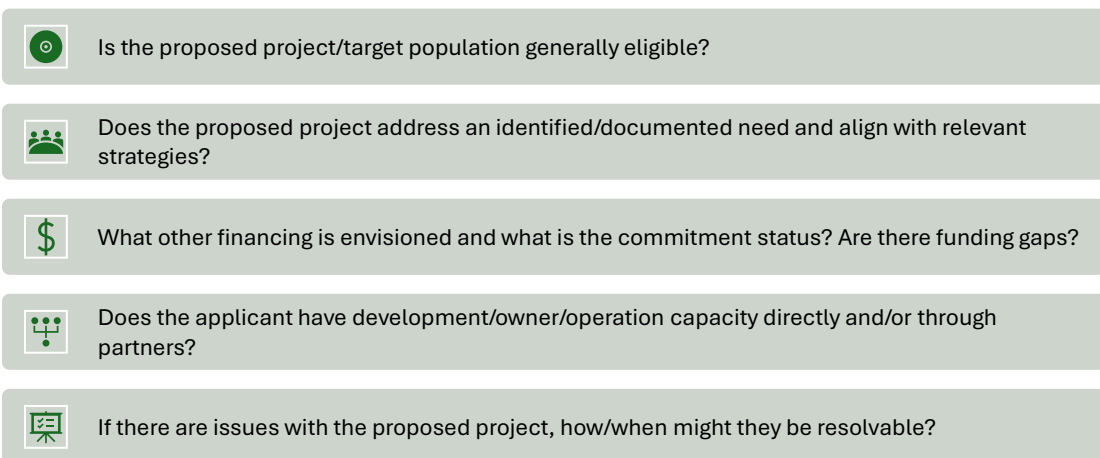 Is the proposed project/target population generally eligible?
Does the proposed project address an identified/documented need and align with relevant
strategies?
What other financing is envisioned and what is the commitment status? Are there funding gaps?
Does the applicant have development/owner/operation capacity directly and/or through
partners?
If there are issues with the proposed project, how/when might they be resolvable?